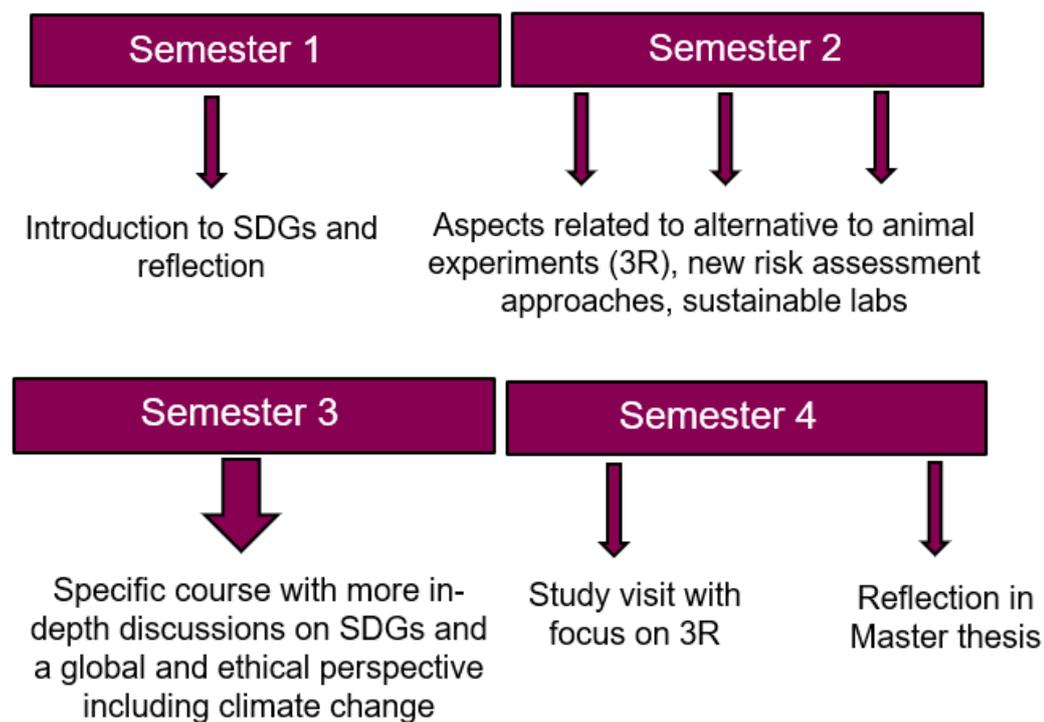 Semester 1
Semester 2
Introduction to SDGs and
reflection
Aspects related to alternative to animal
experiments (3R), new risk assessment
approaches, sustainable labs
Semester 3
Semester 4
Specific course with more in-
depth discussions on SDGs and
a global and ethical perspective
including climate change
Study visit with
focus on 3R
Reflection in
Master thesis